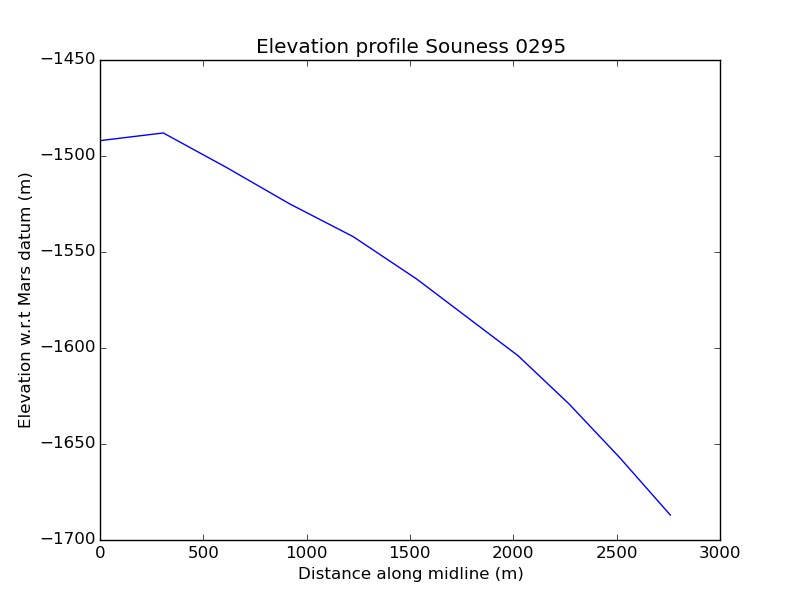 Elevation profile Souness 0295
−1450
−1500
−1550
−1600
−1650
−1700
Elevation w.r.t Mars datum (m)
0 500 1000 1500 2000 2500 3000
Distance along midline (m)